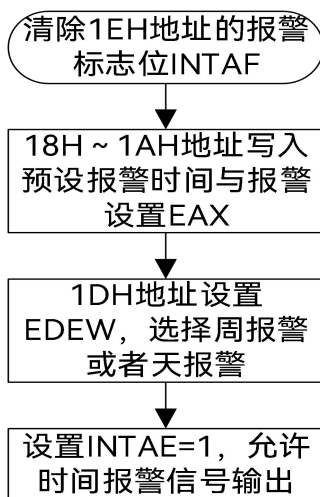 清除1EH地址的报警
标志位INTAF
18H ~ 1AH地址写入
预设报警时间与报警
设置EAX
1DH地址设置
EDEW，选择周报警
或者天报警
设置INTAE=1，允许
时间报警信号输出